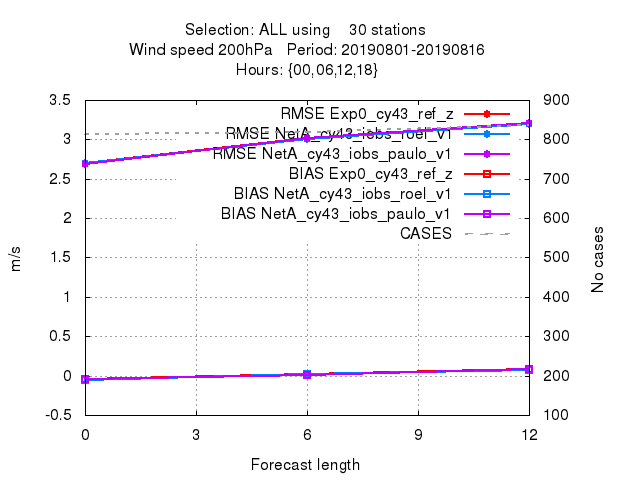 Selection: ALL using 30 stations
Wind speed 200hPa Period: 20190801-20190816
Hours: {00,06,12,18}
3.5
3
2.5
2
1.5
1
0.5
0
-0.5
900
800
700
600
500
400
300
200
100
RMSE Exp0_cy43_ref_z
RMSE NetA_cy43_iobs_roel_v1
RMSE NetA_cy43_iobs_paulo_v1
BIAS Exp0_cy43_ref_z
BIAS NetA_cy43_iobs_roel_v1
BIAS NetA_cy43_iobs_paulo_v1
CASES
m/s
No cases
0 3 6 9 12
Forecast length